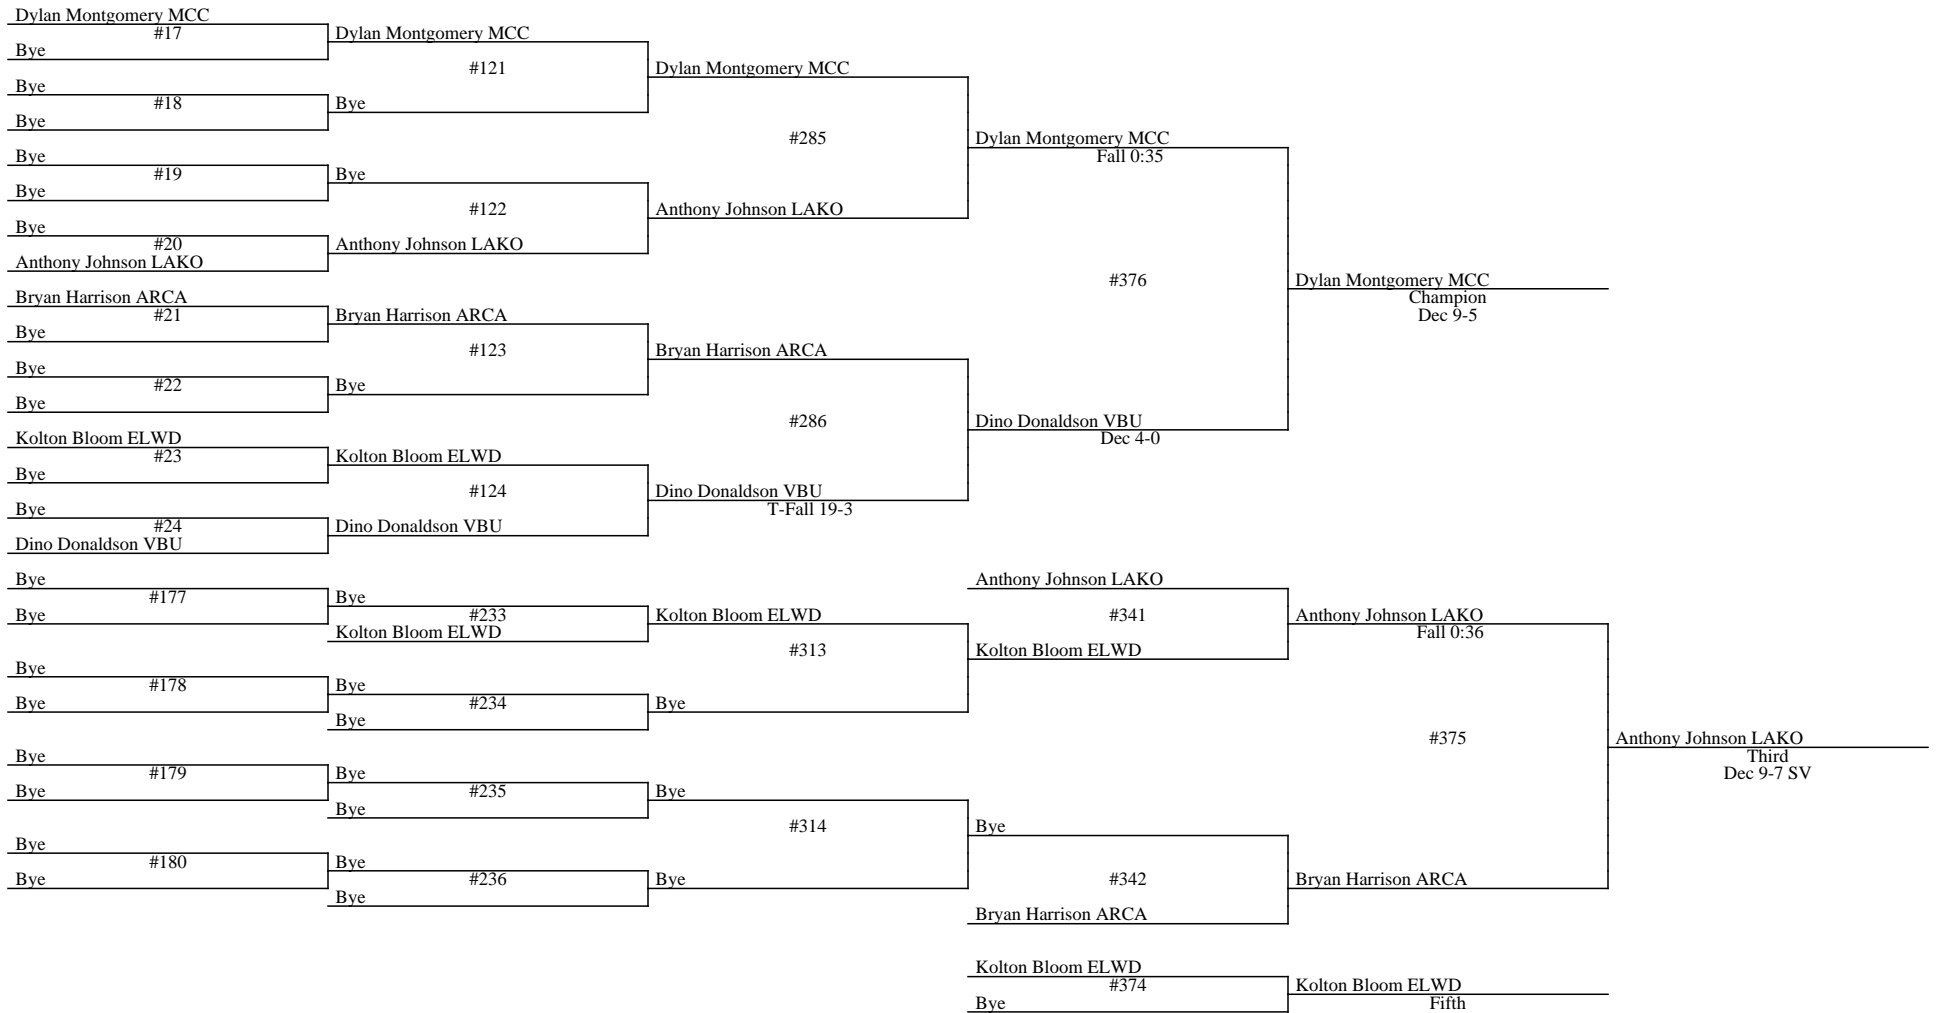 Dylan Montgomery MCC
#17
Bye
Dylan Montgomery MCC
#121
Bye
#18
Bye
Bye
Dylan Montgomery MCC
#285
Bye
#19
Bye
Bye
#122
Bye
#20
Anthony Johnson LAKO
Anthony Johnson LAKO
Anthony Johnson LAKO
Dylan Montgomery MCC
Fall 0:35
#376
Bryan Harrison ARCA
#21
Bye
Bryan Harrison ARCA
#123
Bye
#22
Bye
Bye
Bryan Harrison ARCA
#286
Kolton Bloom ELWD
#23
Bye
Kolton Bloom ELWD
#124
Bye
#24
Dino Donaldson VBU
Dino Donaldson VBU
Dino Donaldson VBU
T-Fall 19-3
Dino Donaldson VBU
Dec 4-0
Dylan Montgomery MCC
Champion
Dec 9-5
Bye
#177
Bye
Bye
#233
Kolton Bloom ELWD
Kolton Bloom ELWD
#313
Bye
#178
Bye
Bye
#234
Bye
Bye
Anthony Johnson LAKO
#341
Kolton Bloom ELWD
Anthony Johnson LAKO
Fall 0:36
#375
Bye
#179
Bye
Bye
#235
Bye
Bye
#314
Bye
#180
Bye
Bye
#236
Bye
Bye
Bye
#342
Bryan Harrison ARCA
Bryan Harrison ARCA
Anthony Johnson LAKO
Third
Dec 9-7 SV
Kolton Bloom ELWD
#374
Bye
Kolton Bloom ELWD
Fifth